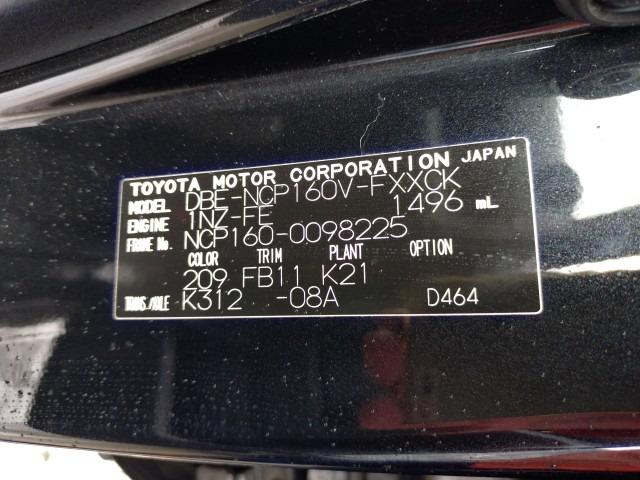 TOYOTA MOTOR CORPORATION JAPAN
MODEL DBE-NCP160V-FXXCK
ENGINE 1NZ-FE 1496 mL
FRAME No. NCP160-0098225
COLOR TRIM PLANT OPTION
209 FB11 K21
TRANS./AXLE K312 -08A D464